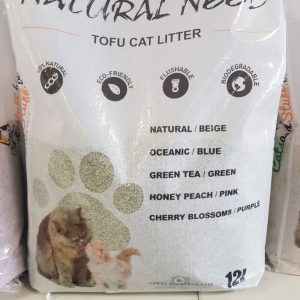 NATURAL NEED
TOFU CAT LITTER
100% NATURAL
ECO-FRIENDLY
FLUSHABLE
BIODEGRADABLE
NATURAL / BEIGE
OCEANIC / BLUE
GREEN TEA / GREEN
HONEY PEACH / PINK
CHERRY BLOSSOMS / PURPLE
12L